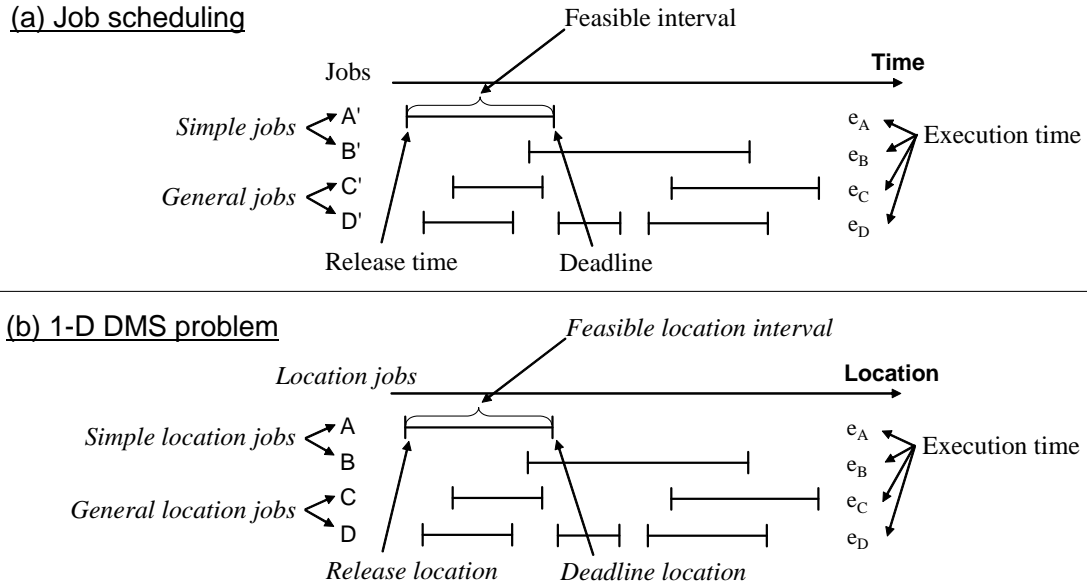 (a) Job scheduling
Feasible interval
Jobs
Time
Simple jobs
A'
e_A
Execution time
B'
e_B
General jobs
C'
e_C
D'
e_D
Release time
Deadline
(b) 1-D DMS problem
Feasible location interval
Location jobs
Location
Simple location jobs
A
e_A
Execution time
B
e_B
General location jobs
C
e_C
D
e_D
Release location
Deadline location